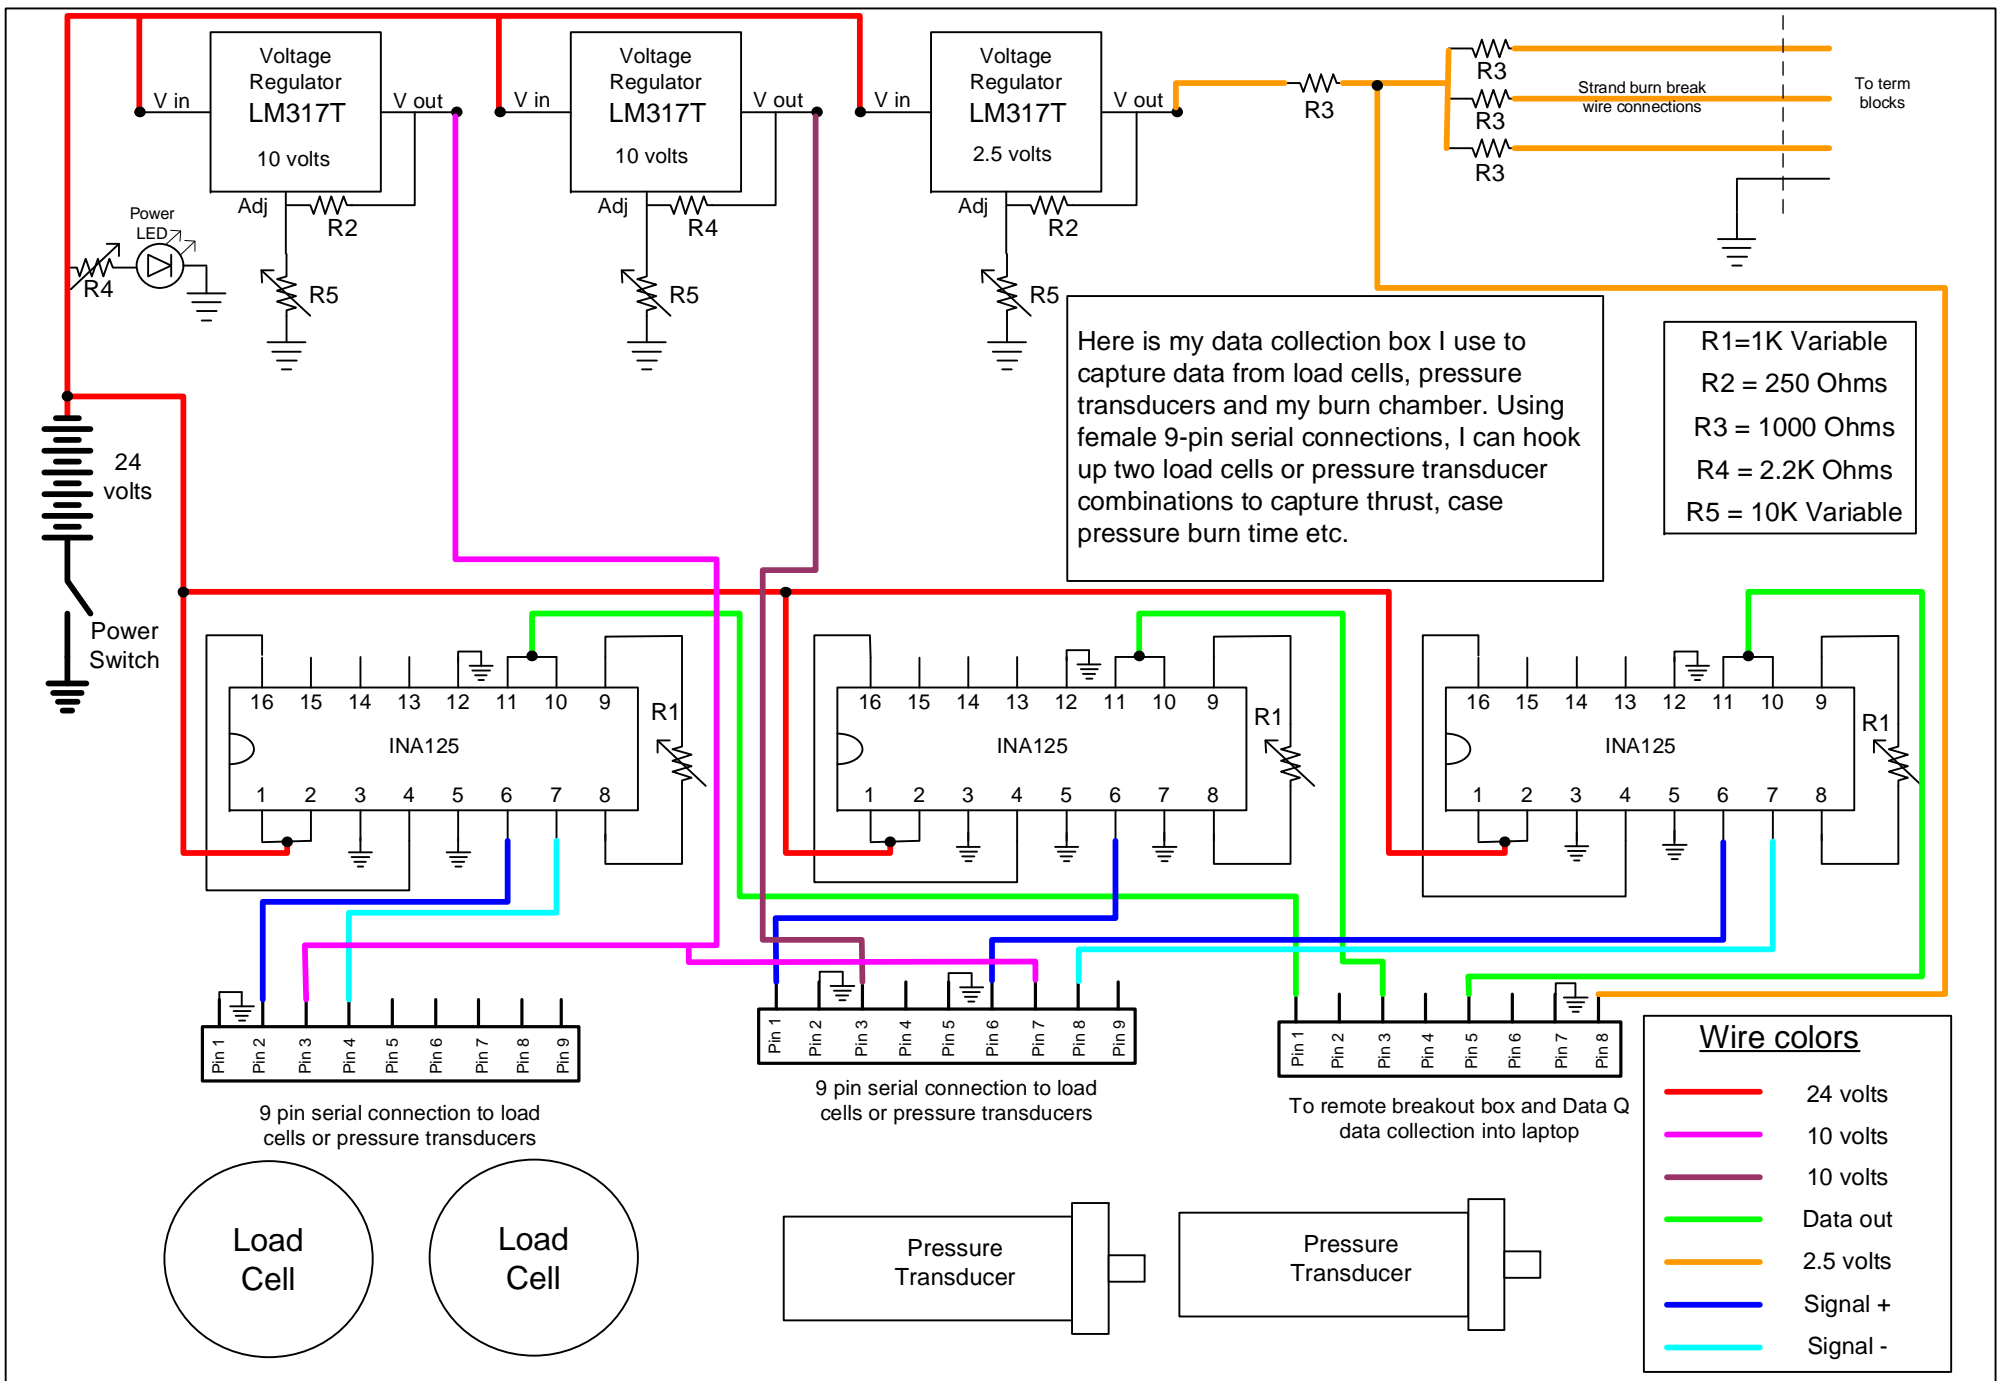 Voltage
Regulator
LM317T
10 volts
V in
V out
Adj
R2
R5
Voltage
Regulator
LM317T
10 volts
V in
V out
Adj
R4
R5
Voltage
Regulator
LM317T
2.5 volts
V in
V out
Adj
R2
R5
R3
R3
R3
R3
Strand burn break
wire connections
To term
blocks
Power
LED
R4
24
volts
Power
Switch
Here is my data collection box I use to
capture data from load cells, pressure
transducers and my burn chamber. Using
female 9-pin serial connections, I can hook
up two load cells or pressure transducer
combinations to capture thrust, case
pressure burn time etc.
R1=1K Variable
R2 = 250 Ohms
R3 = 1000 Ohms
R4 = 2.2K Ohms
R5 = 10K Variable
16 15 14 13 12 11 10 9
INA125
1 2 3 4 5 6 7 8
R1
16 15 14 13 12 11 10 9
INA125
1 2 3 4 5 6 7 8
R1
16 15 14 13 12 11 10 9
INA125
1 2 3 4 5 6 7 8
R1
Pin 1 Pin 2 Pin 3 Pin 4 Pin 5 Pin 6 Pin 7 Pin 8 Pin 9
9 pin serial connection to load
cells or pressure transducers
Pin 1 Pin 2 Pin 3 Pin 4 Pin 5 Pin 6 Pin 7 Pin 8 Pin 9
9 pin serial connection to load
cells or pressure transducers
Pin 1 Pin 2 Pin 3 Pin 4 Pin 5 Pin 6 Pin 7 Pin 8
To remote breakout box and Data Q
data collection into laptop
Load
Cell
Load
Cell
Pressure
Transducer
Pressure
Transducer
Wire colors
24 volts
10 volts
10 volts
Data out
2.5 volts
Signal +
Signal -